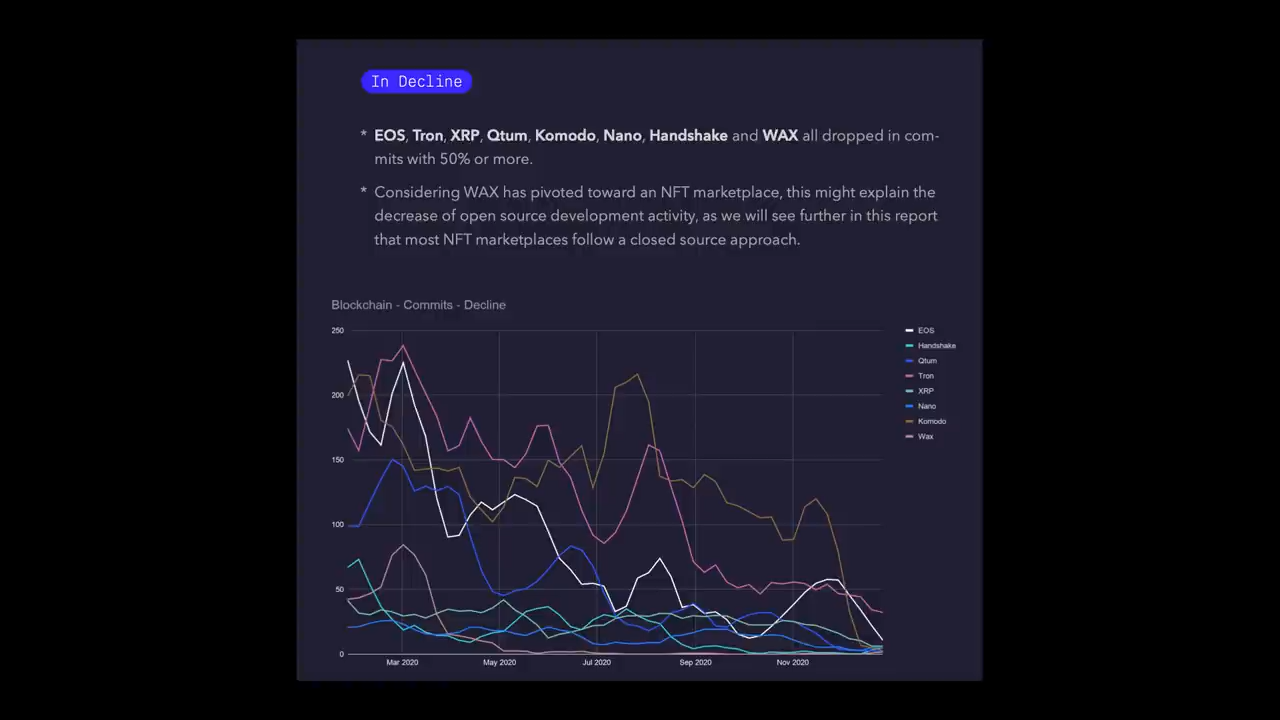 In Decline
* EOS, Tron, XRP, Qtum, Komodo, Nano, Handshake and WAX all dropped in com-
mits with 50% or more.
* Considering WAX has pivoted toward an NFT marketplace, this might explain the
decrease of open source development activity, as we will see further in this report
that most NFT marketplaces follow a closed source approach.
Blockchain - Commits - Decline
250
200
150
100
50
0
Mar 2020
May 2020
Jul 2020
Sep 2020
Nov 2020
EOS
Handshake
Qtum
Tron
XRP
Nano
Komodo
Wax